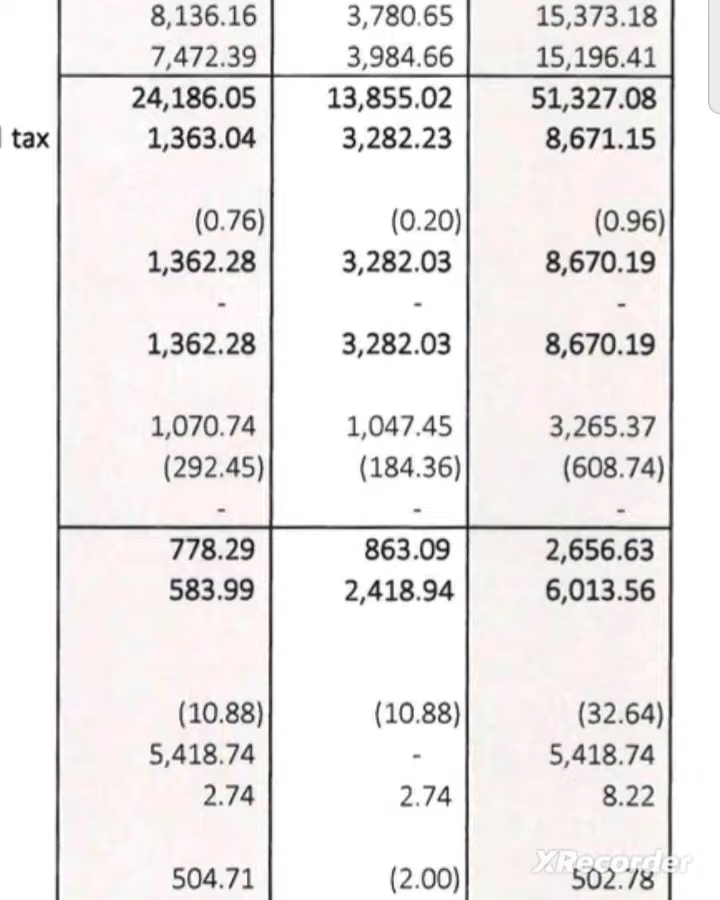 8,136.16 3,780.65 15,373.18
7,472.39 3,984.66 15,196.41
24,186.05 13,855.02 51,327.08
tax 1,363.04 3,282.23 8,671.15
(0.76) (0.20) (0.96)
1,362.28 3,282.03 8,670.19
- - -
1,362.28 3,282.03 8,670.19
1,070.74 1,047.45 3,265.37
(292.45) (184.36) (608.74)
- - -
778.29 863.09 2,656.63
583.99 2,418.94 6,013.56
(10.88) (10.88) (32.64)
5,418.74 - 5,418.74
2.74 2.74 8.22
XRecorder
504.71 (2.00) 502.78